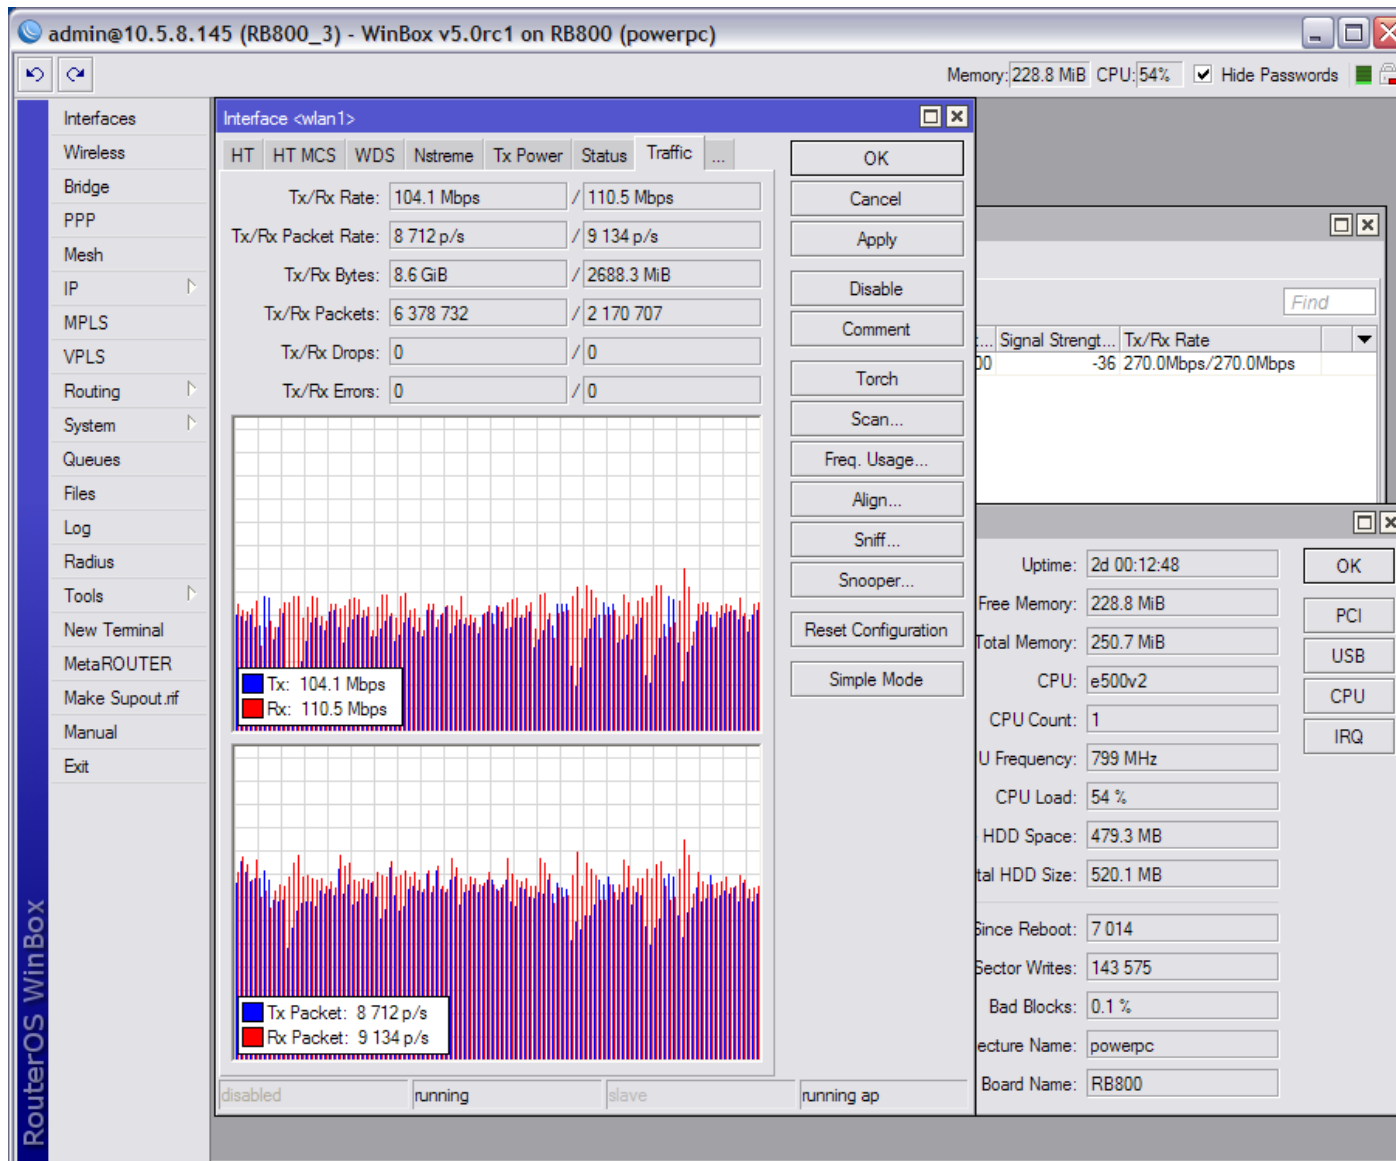 admin@10.5.8.145 (RB800_3) - WinBox v5.0rc1 on RB800 (powerpc)
Memory: 228.8 MiB CPU: 54% Hide Passwords
RouterOS WinBox
Interfaces
Wireless
Bridge
PPP
Mesh
IP
MPLS
VPLS
Routing
System
Queues
Files
Log
Radius
Tools
New Terminal
MetaROUTER
Make Supout.rif
Manual
Exit
Interface <wlan1>
HT HT MCS WDS Nstreme Tx Power Status Traffic ...
Tx/Rx Rate: 104.1 Mbps / 110.5 Mbps
Tx/Rx Packet Rate: 8 712 p/s / 9 134 p/s
Tx/Rx Bytes: 8.6 GiB / 2688.3 MiB
Tx/Rx Packets: 6 378 732 / 2 170 707
Tx/Rx Drops: 0 / 0
Tx/Rx Errors: 0 / 0
Tx: 104.1 Mbps
Rx: 110.5 Mbps
Tx Packet: 8 712 p/s
Rx Packet: 9 134 p/s
disabled running slave running ap
OK
Cancel
Apply
Disable
Comment
Torch
Scan...
Freq. Usage...
Align...
Sniff...
Snooper...
Reset Configuration
Simple Mode
Find
... Signal Strengt... Tx/Rx Rate
00 -36 270.0Mbps/270.0Mbps
Uptime: 2d 00:12:48
Free Memory: 228.8 MiB
Total Memory: 250.7 MiB
CPU: e500v2
CPU Count: 1
U Frequency: 799 MHz
CPU Load: 54 %
HDD Space: 479.3 MB
tal HDD Size: 520.1 MB
Since Reboot: 7 014
Sector Writes: 143 575
Bad Blocks: 0.1 %
ecture Name: powerpc
Board Name: RB800
OK
PCI
USB
CPU
IRQ